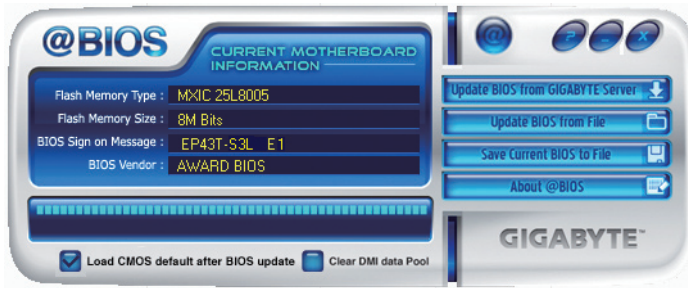 @BIOS
CURRENT MOTHERBOARD
INFORMATION
Flash Memory Type : MXIC 25L8005
Flash Memory Size : 8M Bits
BIOS Sign on Message : EP43T-S3L E1
BIOS Vendor : AWARD BIOS
Load CMOS default after BIOS update
Clear DMI data Pool
@
? - X
Update BIOS from GIGABYTE Server
Update BIOS from File
Save Current BIOS to File
About @BIOS
GIGABYTE™